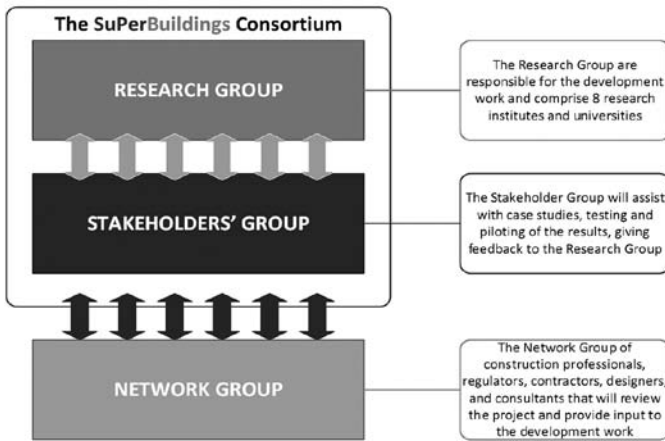 The SuPerBuildings Consortium
RESEARCH GROUP
The Research Group are
responsible for the development
work and comprise 8 research
institutes and universities
STAKEHOLDERS' GROUP
The Stakeholder Group will assist
with case studies, testing and
piloting of the results, giving
feedback to the Research Group
NETWORK GROUP
The Network Group of
construction professionals,
regulators, contractors, designers,
and consultants that will review
the project and provide input to
the development work